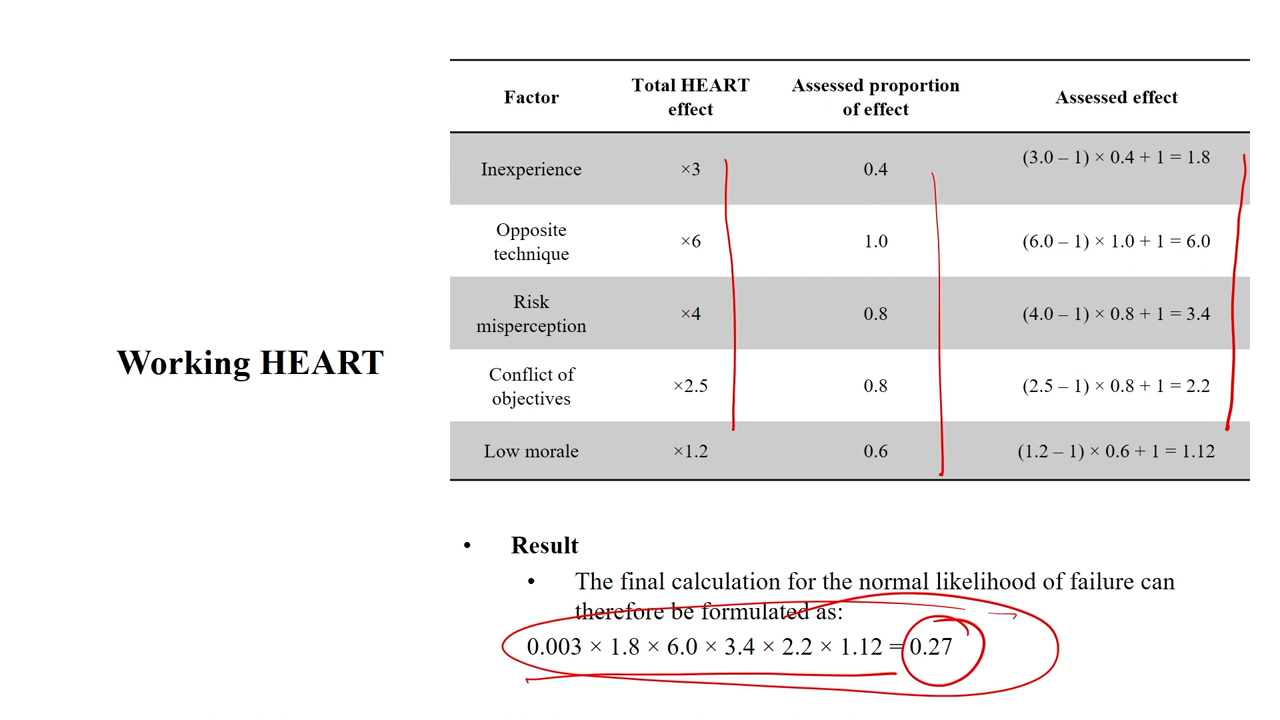 Working HEART
Factor
Total HEART
effect
Assessed proportion
of effect
Assessed effect
Inexperience
×3
0.4
(3.0 – 1) × 0.4 + 1 = 1.8
Opposite
technique
×6
1.0
(6.0 – 1) × 1.0 + 1 = 6.0
Risk
misperception
×4
0.8
(4.0 – 1) × 0.8 + 1 = 3.4
Conflict of
objectives
×2.5
0.8
(2.5 – 1) × 0.8 + 1 = 2.2
Low morale
×1.2
0.6
(1.2 – 1) × 0.6 + 1 = 1.12
• Result
• The final calculation for the normal likelihood of failure can
therefore be formulated as:
0.003 × 1.8 × 6.0 × 3.4 × 2.2 × 1.12 = 0.27